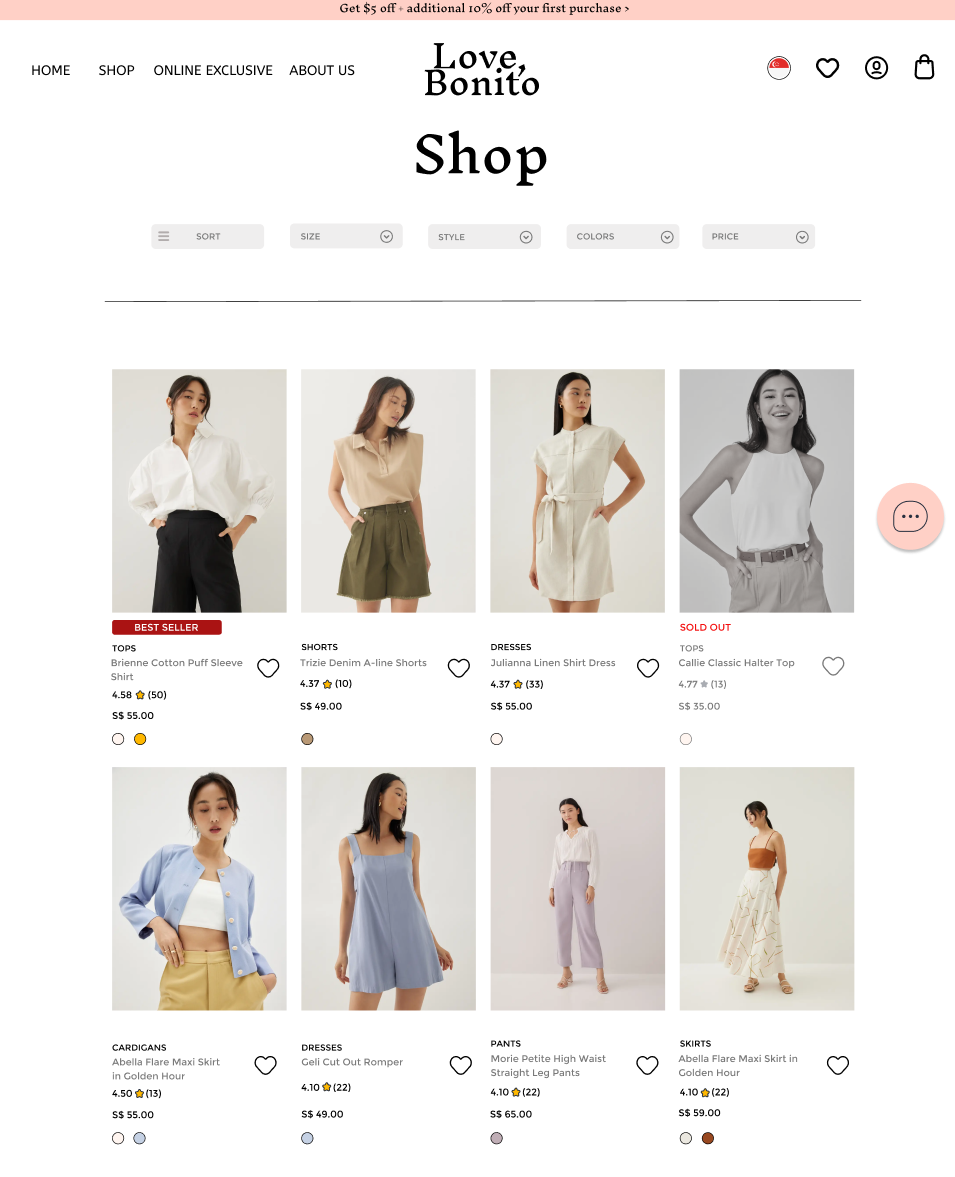 Get $5 off + additional 10% off your first purchase >
HOME SHOP ONLINE EXCLUSIVE ABOUT US
Love,
Bonito
Shop
SORT SIZE STYLE COLORS PRICE
BEST SELLER
TOPS
Brienne Cotton Puff Sleeve
Shirt
4.58 (50)
S$ 55.00
SHORTS
Trizie Denim A-line Shorts
4.37 (10)
S$ 49.00
DRESSES
Julianna Linen Shirt Dress
4.37 (33)
S$ 55.00
SOLD OUT
TOPS
Callie Classic Halter Top
4.77 (13)
S$ 35.00
CARDIGANS
Abella Flare Maxi Skirt
in Golden Hour
4.50 (13)
S$ 55.00
DRESSES
Geli Cut Out Romper
4.10 (22)
S$ 49.00
PANTS
Morie Petite High Waist
Straight Leg Pants
4.10 (22)
S$ 65.00
SKIRTS
Abella Flare Maxi Skirt in
Golden Hour
4.10 (22)
S$ 59.00